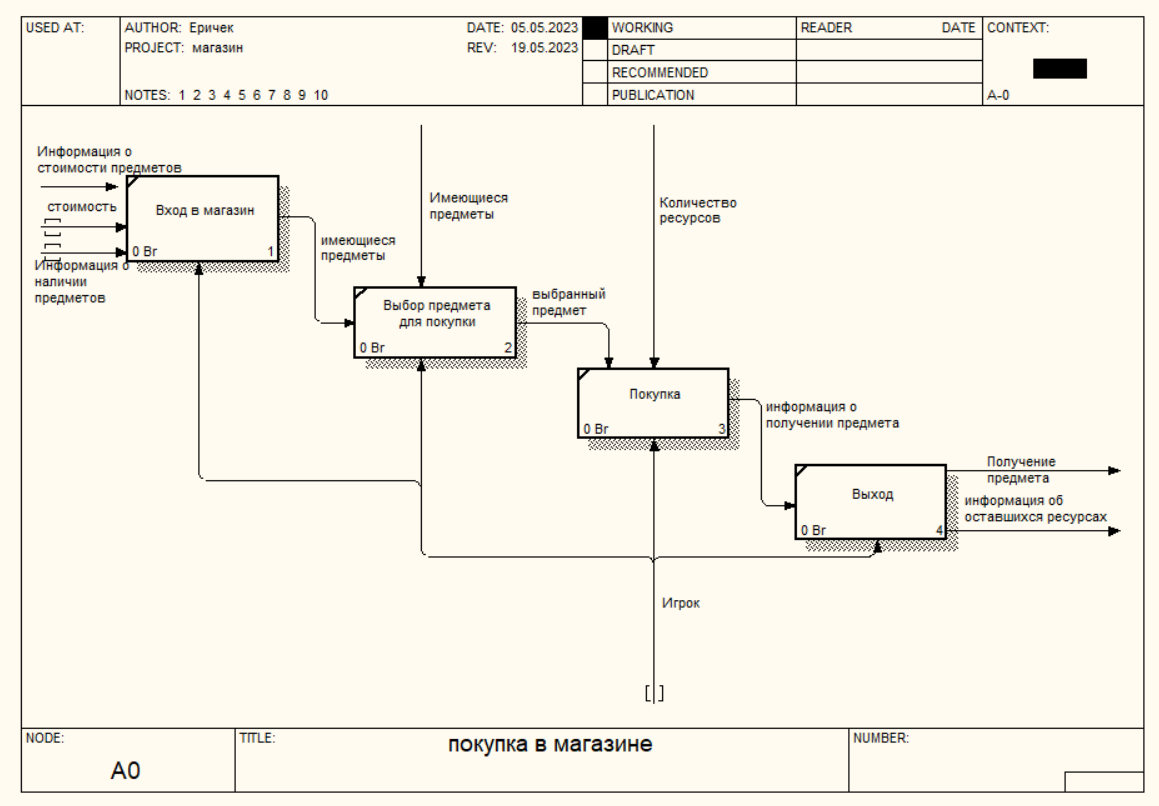 USED AT:
AUTHOR: Еричек
DATE: 05.05.2023
PROJECT: магазин
REV: 19.05.2023
NOTES: 1 2 3 4 5 6 7 8 9 10
WORKING
DRAFT
RECOMMENDED
PUBLICATION
READER
DATE
CONTEXT:
A-0
Информация о
стоимости предметов
стоимость
Информация о
наличии
предметов
Вход в магазин
0 Br
1
имеющиеся
предметы
Имеющиеся
предметы
Выбор предмета
для покупки
0 Br
2
выбранный
предмет
Количество
ресурсов
Покупка
0 Br
3
информация о
получении предмета
Выход
0 Br
4
Получение
предмета
информация об
оставшихся ресурсах
Игрок
NODE:
A0
TITLE:
покупка в магазине
NUMBER: